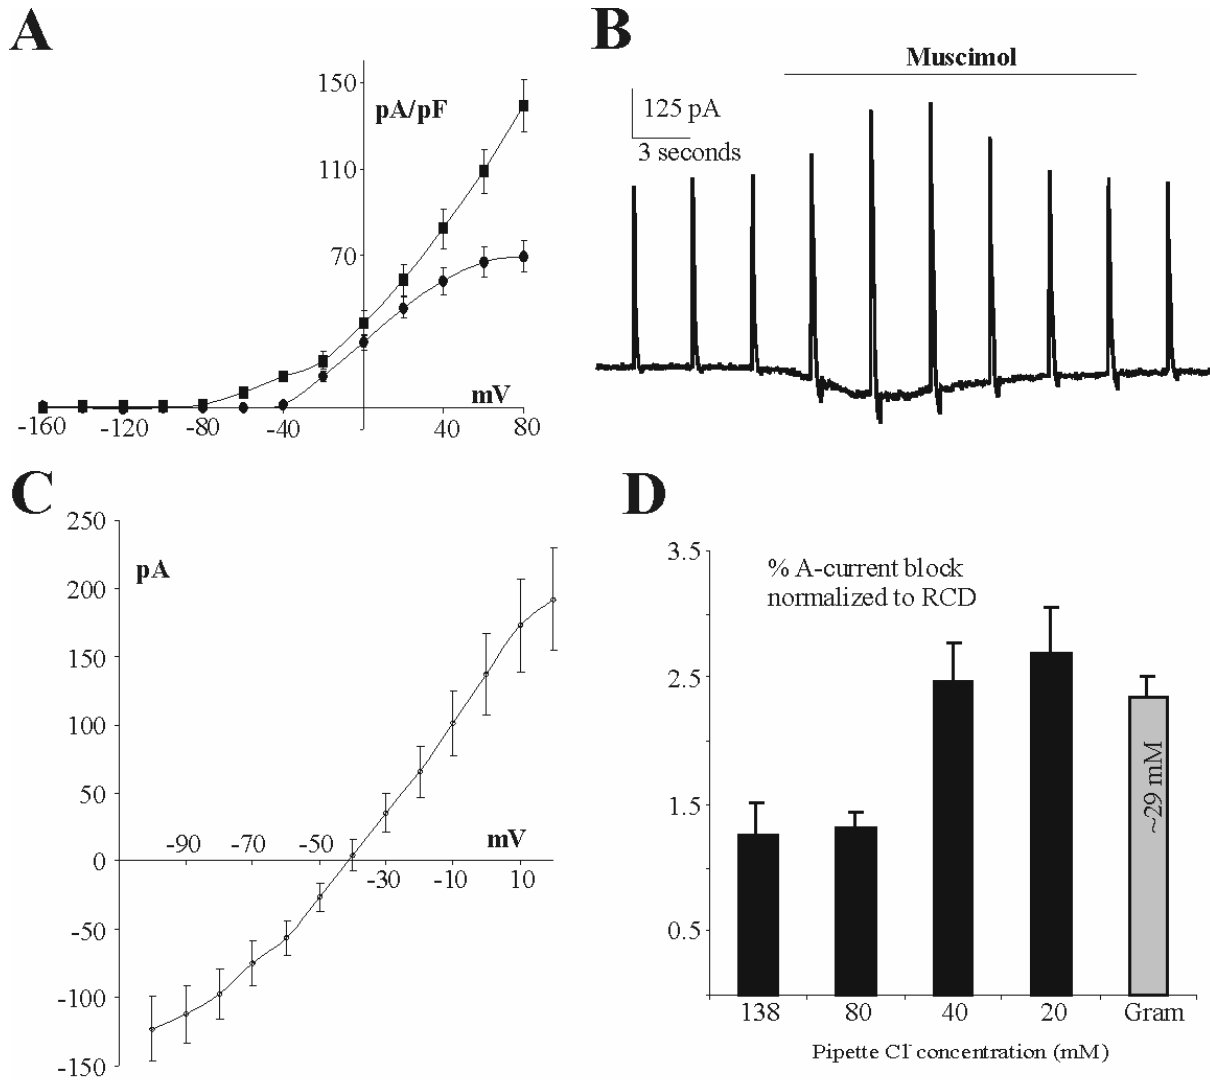 A
150
pA/pF
110
70
mV
-160
-120
-80
-40
40
80
B
Muscimol
125 pA
3 seconds
C
250
pA
200
150
100
50
-90
-70
-50
mV
0
-30
-10
10
-50
-100
-150
D
3.5
% A-current block
normalized to RCD
2.5
1.5
0.5
~29 mM
138
80
40
20
Gram
Pipette Cl⁻ concentration (mM)